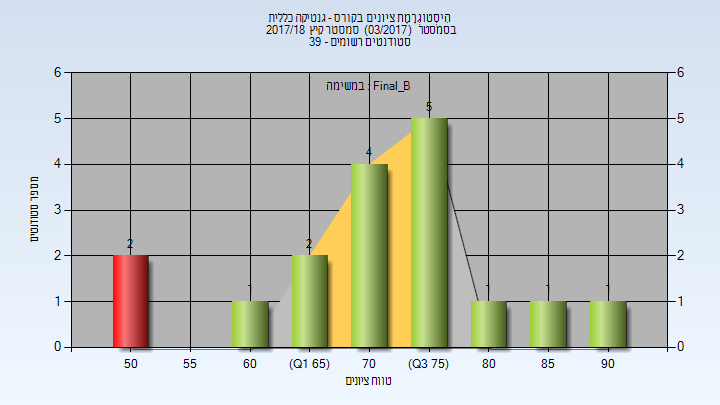 היסטוגרמת ציונים בקורס - גנטיקה כללית
בסמסטר (03/2017) סמסטר קיץ 2017/18
סטודנטים רשומים - 39
במשימה : Final_B
מספר סטודנטים
6 6
5 5
4 4
3 3
2 2
1 1
0 0
2 1 2 4 5 1 1 1
50 55 60 (Q1 65) 70 (Q3 75) 80 85 90
טווח ציונים